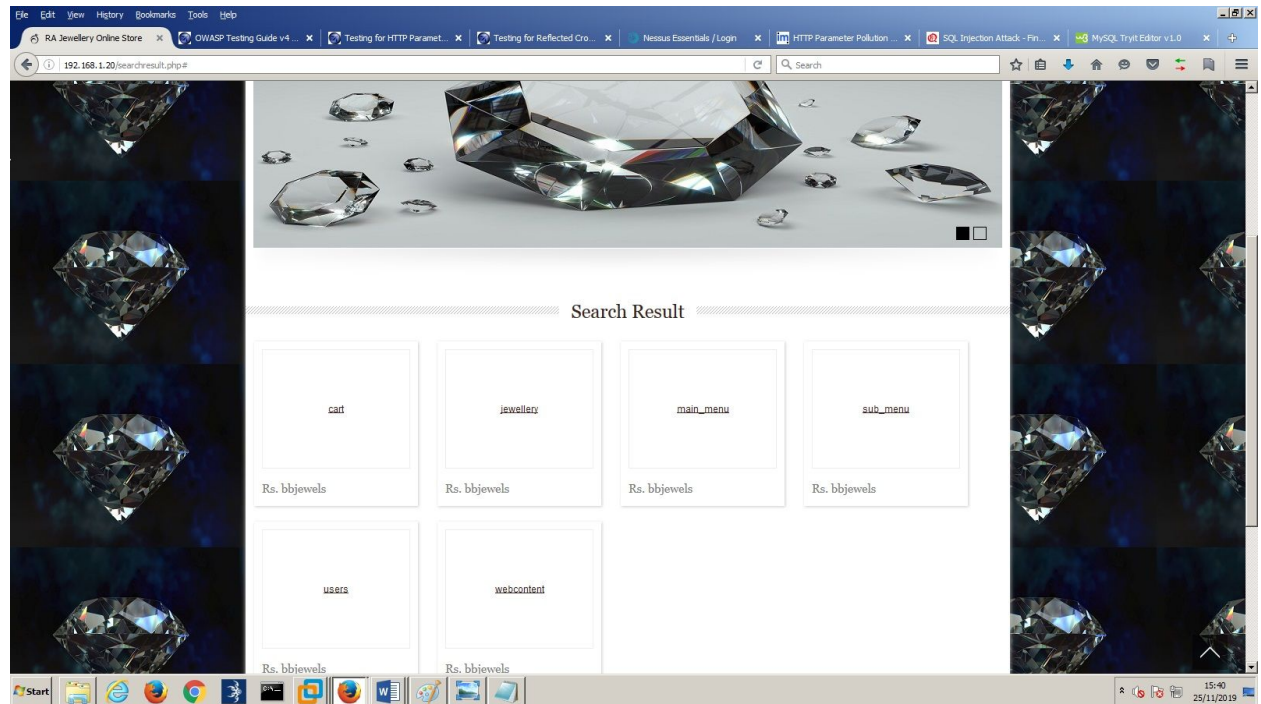 File Edit View History Bookmarks Tools Help
RA Jewellery Online Store
OWASP Testing Guide v4 ...
Testing for HTTP Paramet...
Testing for Reflected Cro...
Nessus Essentials / Login
HTTP Parameter Pollution ...
SQL Injection Attack - Fin...
MySQL Tryit Editor v1.0
192.168.1.20/searchresult.php#
Search
Search Result
cart
jewellery
main_menu
sub_menu
Rs. bbjewels
Rs. bbjewels
Rs. bbjewels
Rs. bbjewels
users
webcontent
Rs. bbjewels
Rs. bbjewels
Start
15:40
25/11/2019